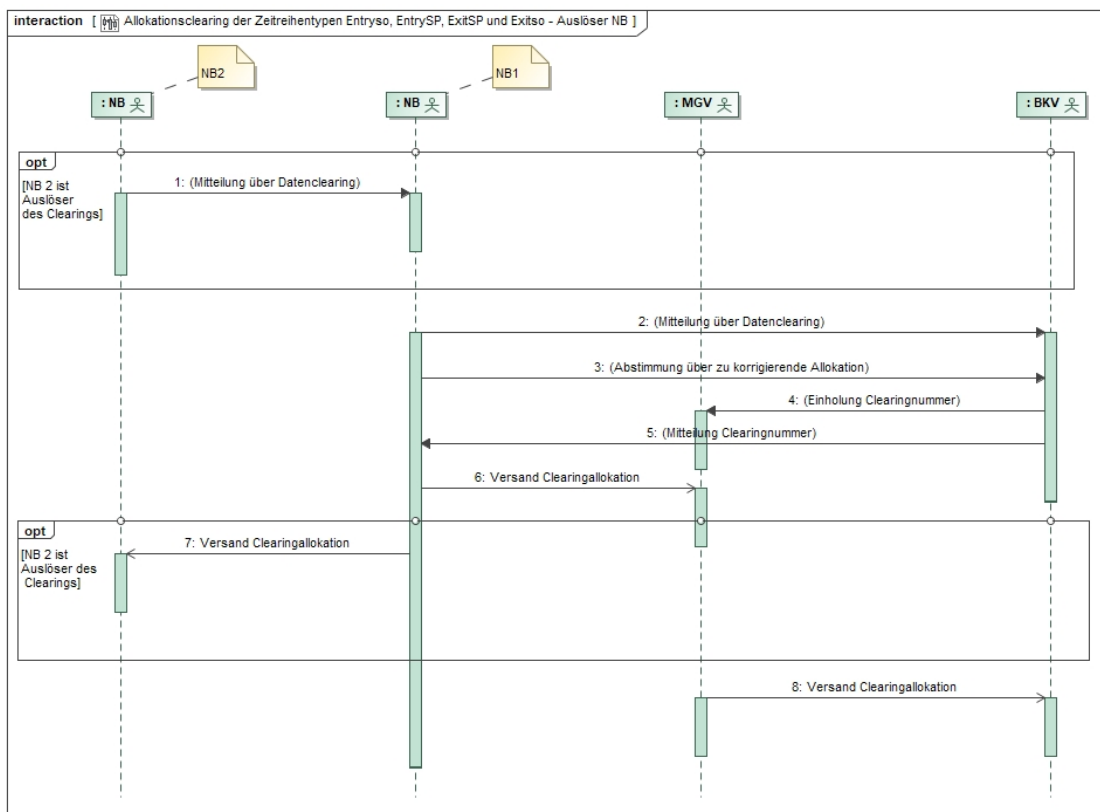 interaction [ Allokationsclearing der Zeitreihentypen Entryso, EntrySP, ExitSP und Exitso - Auslöser NB ]
NB2
NB1
: NB
: NB
: MGV
: BKV
opt
[NB 2 ist
Auslöser
des Clearings]
1: (Mitteilung über Datenclearing)
2: (Mitteilung über Datenclearing)
3: (Abstimmung über zu korrigierende Allokation)
4: (Einholung Clearingnummer)
5: (Mitteilung Clearingnummer)
6: Versand Clearingallokation
opt
[NB 2 ist
Auslöser des
Clearings]
7: Versand Clearingallokation
8: Versand Clearingallokation